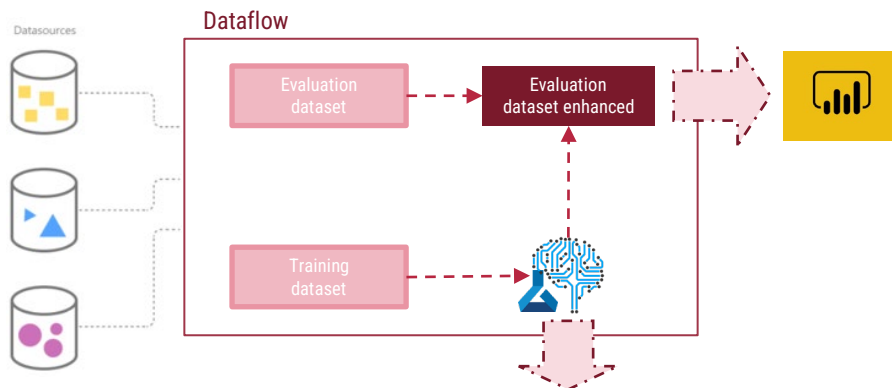 Dataflow
Datasources
Evaluation
dataset
Evaluation
dataset enhanced
Training
dataset